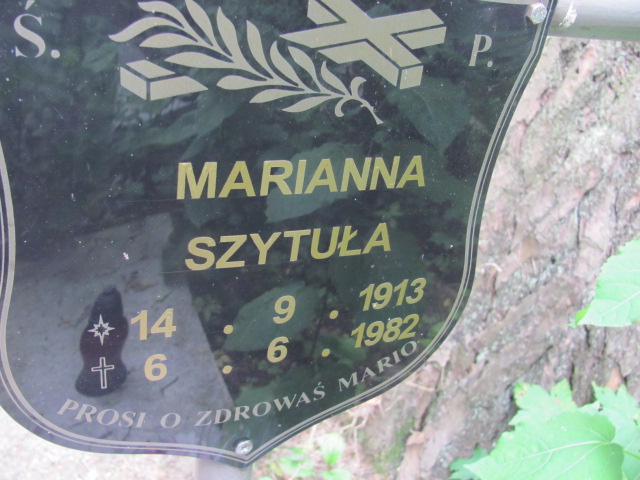 Ś. P.
MARIANNA
SZYTUŁA
14 . 9 . 1913
6 . 6 . 1982
PROSI O ZDROWAŚ MARIO